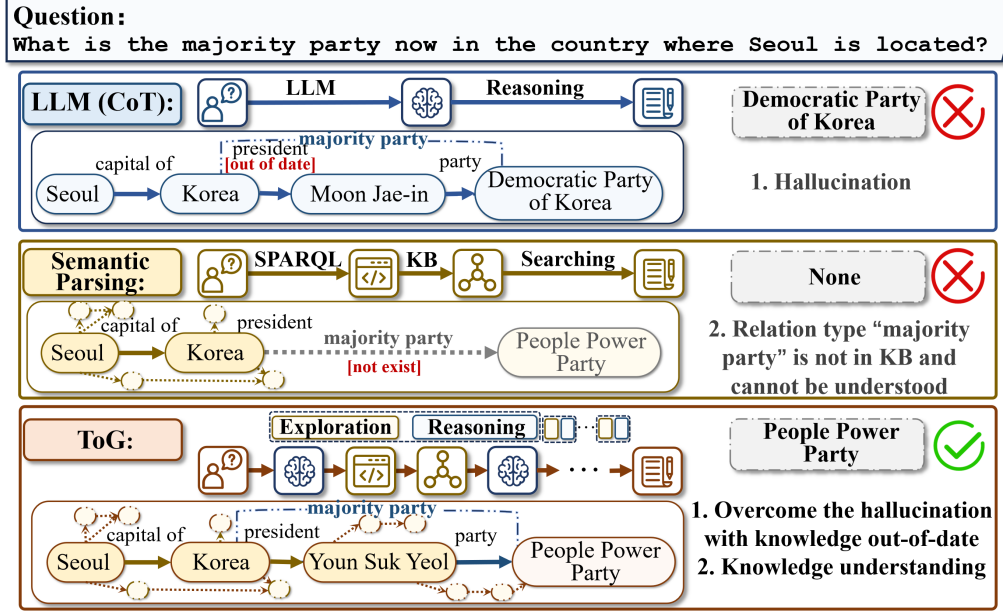 Question:
What is the majority party now in the country where Seoul is located?
LLM (CoT):
LLM
Reasoning
majority party
president
[out of date]
capital of
party
Seoul
Korea
Moon Jae-in
Democratic Party
of Korea
Democratic Party
of Korea
1. Hallucination
Semantic
Parsing:
SPARQL
KB
Searching
capital of
president
majority party
[not exist]
Seoul
Korea
People Power
Party
None
2. Relation type “majority
party” is not in KB and
cannot be understood
ToG:
Exploration
Reasoning
...
...
majority party
capital of
president
party
Seoul
Korea
Youn Suk Yeol
People Power
Party
People Power
Party
1. Overcome the hallucination
with knowledge out-of-date
2. Knowledge understanding